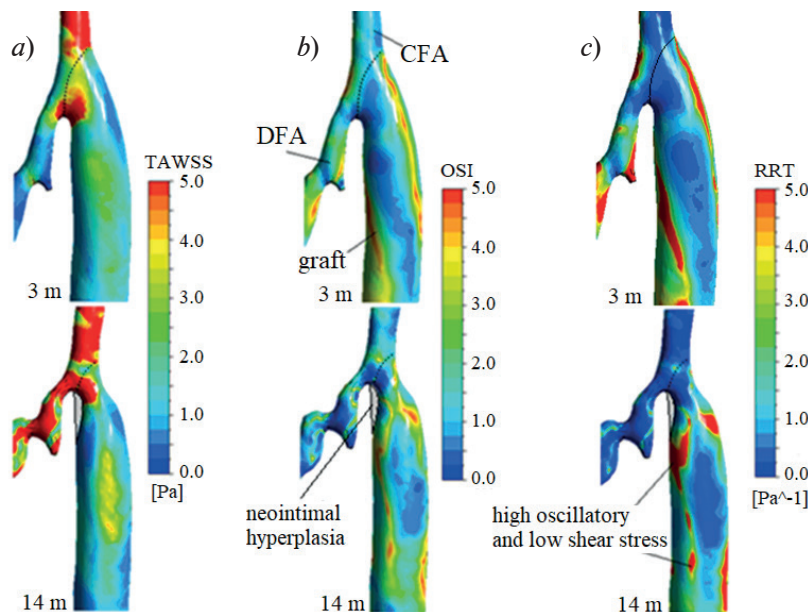 a)
b)
c)
CFA
DFA
TAWSS
OSI
RRT
5.0
5.0
5.0
4.0
4.0
4.0
3.0
3.0
3.0
2.0
2.0
2.0
1.0
1.0
1.0
0.0
0.0
0.0
[Pa]
[Pa^-1]
graft
3 m
3 m
3 m
neointimal
hyperplasia
high oscillatory
and low shear stress
14 m
14 m
14 m